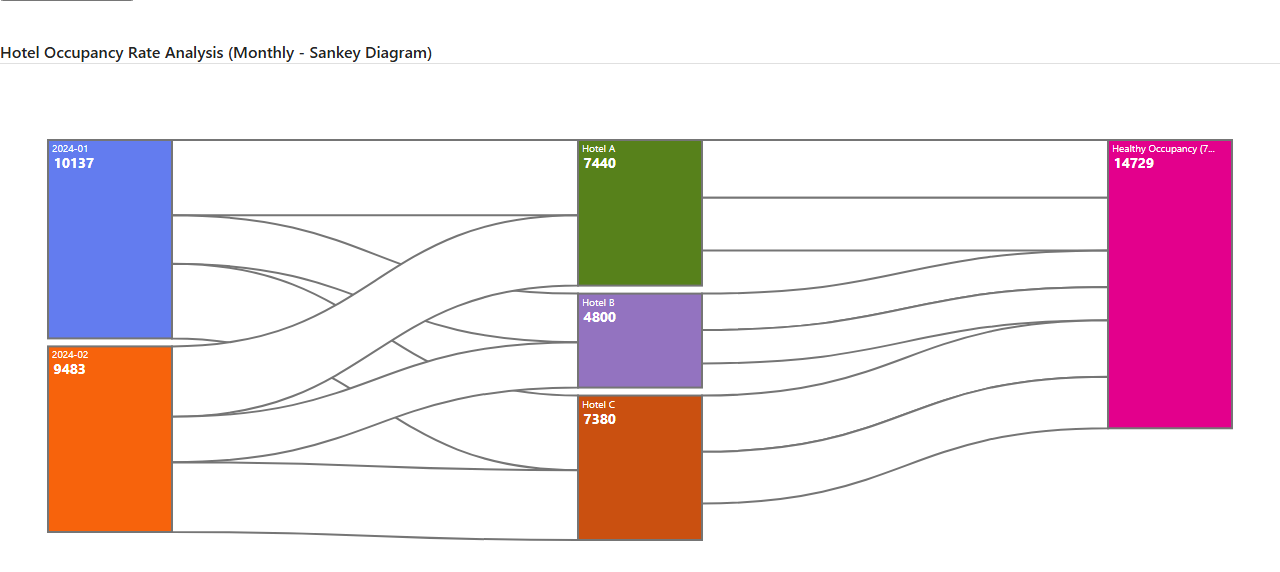 Hotel Occupancy Rate Analysis (Monthly - Sankey Diagram)
2024-01
10137
Hotel A
7440
Healthy Occupancy (7...
14729
Hotel B
4800
2024-02
9483
Hotel C
7380